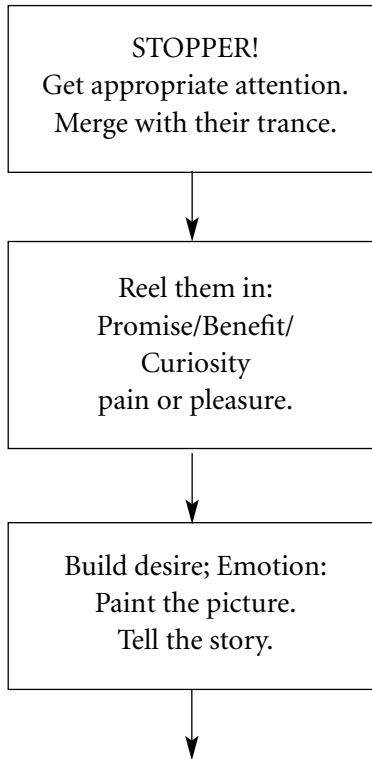 STOPPER!
Get appropriate attention.
Merge with their trance.
Reel them in:
Promise/Benefit/
Curiosity
pain or pleasure.
Build desire; Emotion:
Paint the picture.
Tell the story.